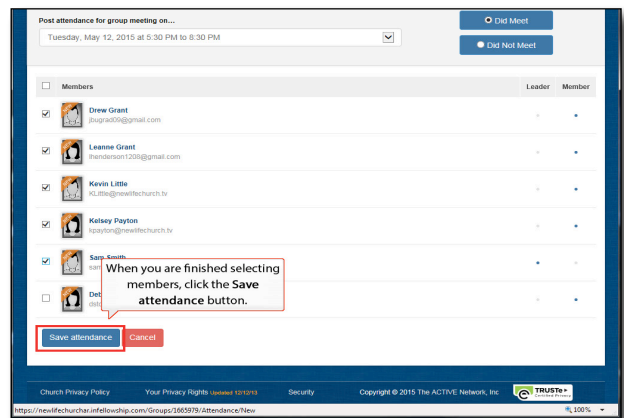 Post attendance for group meeting on...
Did Meet
Tuesday, May 12, 2015 at 5:30 PM to 8:30 PM
Did Not Meet
Members Leader Member
Drew Grant
jbugrad09@gmail.com
Leanne Grant
lhenderson1208@gmail.com
Kevin Little
KLittle@newlifechurch.tv
Kelsey Payton
kpayton@newlifechurch.tv
Sam Smith
When you are finished selecting
members, click the Save
attendance button.
Save attendance Cancel
Church Privacy Policy Your Privacy Rights Updated 12/12/13 Security Copyright © 2015 The ACTIVE Network, Inc TRUSTe
Certified Privacy
https://newlifechurchar.infellowship.com/Groups/1665979/Attendance/New 100%